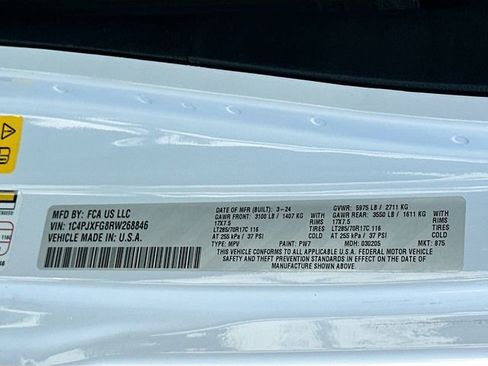 MFD BY: FCA US LLC
VIN: 1C4PJXFG8RW268846
VEHICLE MADE IN: U.S.A.
DATE OF MFR (BUILT): 3-24 GVWR: 5975 LB / 2711 KG
GAWR FRONT: 3100 LB / 1407 KG GAWR REAR: 3550 LB / 1611 KG
17X7.5 RIMS 17X7.5 RIMS
LT285/70R17C 116 TIRES LT285/70R17C 116 TIRES
AT 255 kPa / 37 PSI COLD AT 255 kPa / 37 PSI COLD
TYPE: MPV PAINT: PW7 MDH: 030205 MKT: 875
THIS VEHICLE CONFORMS TO ALL APPLICABLE U.S.A. FEDERAL MOTOR VEHICLE
SAFETY AND THEFT PREVENTION STANDARDS IN EFFECT ON THE DATE OF
MANUFACTURE SHOWN ABOVE.